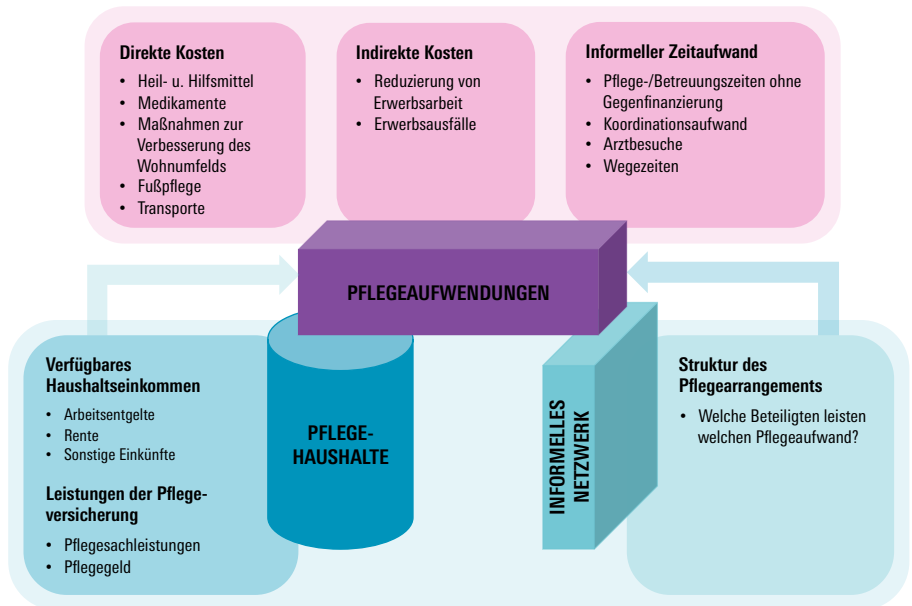 Direkte Kosten
• Heil- u. Hilfsmittel
• Medikamente
• Maßnahmen zur
Verbesserung des
Wohnumfelds
• Fußpflege
• Transporte
Indirekte Kosten
• Reduzierung von
Erwerbsarbeit
• Erwerbsausfälle
Informeller Zeitaufwand
• Pflege-/Betreuungszeiten ohne
Gegenfinanzierung
• Koordinationsaufwand
• Arztbesuche
• Wegezeiten
PFLEGEAUFWENDUNGEN
Verfügbares
Haushaltseinkommen
• Arbeitsentgelte
• Rente
• Sonstige Einkünfte
Leistungen der Pflege-
versicherung
• Pflegesachleistungen
• Pflegegeld
PFLEGE-
HAUSHALTE
INFORMELLES
NETZWERK
Struktur des
Pflegearrangements
• Welche Beteiligten leisten
welchen Pflegeaufwand?